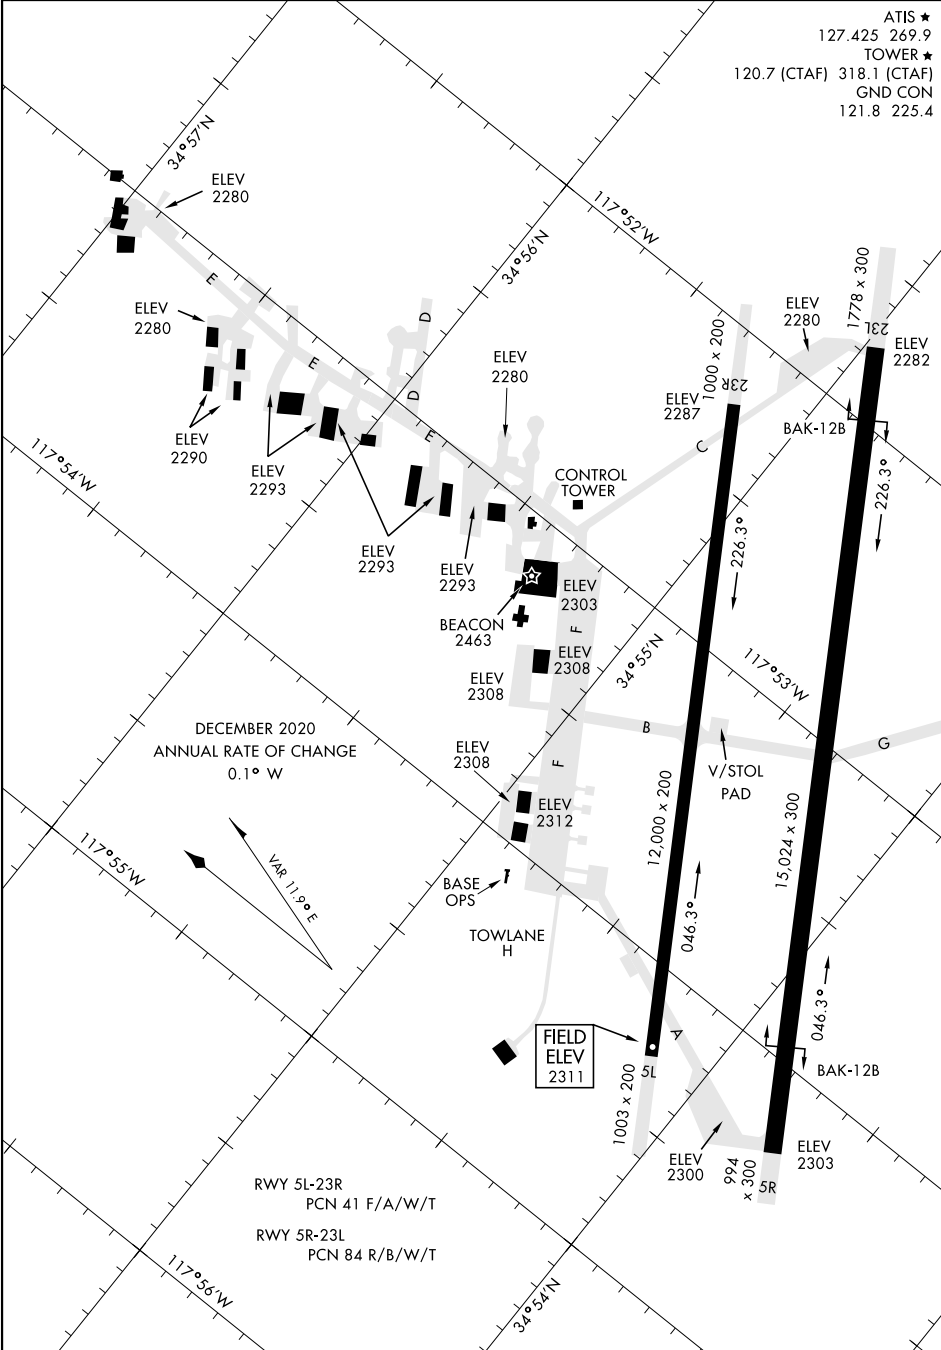 ATIS ★
127.425 269.9
TOWER ★
120.7 (CTAF) 318.1 (CTAF)
GND CON
121.8 225.4
34°57'N
ELEV
2280
117°52'W
34°56'N
E
ELEV
2280
D
ELEV
2280
1000 x 200
ELEV
2280
1778 x 300
23L
ELEV
2282
E
D
23R
ELEV
2287
BAK-12B
E
C
226.3°
117°54'W
ELEV
2290
ELEV
2293
ELEV
2293
ELEV
2293
CONTROL
TOWER
226.3°
ELEV
2303
BEACON
2463
F
34°55'N
ELEV
2308
ELEV
2308
117°53'W
B
G
DECEMBER 2020
ANNUAL RATE OF CHANGE
0.1° W
ELEV
2308
F
V/STOL
PAD
ELEV
2312
12,000 x 200
15,024 x 300
117°55'W
VAR 11.9° E
BASE
OPS
TOWLANE
H
046.3°
046.3°
FIELD
ELEV
2311
A
5L
BAK-12B
1003 x 200
ELEV
2300
994
x 300
5R
ELEV
2303
RWY 5L-23R
PCN 41 F/A/W/T
RWY 5R-23L
PCN 84 R/B/W/T
117°56'W
34°54'N